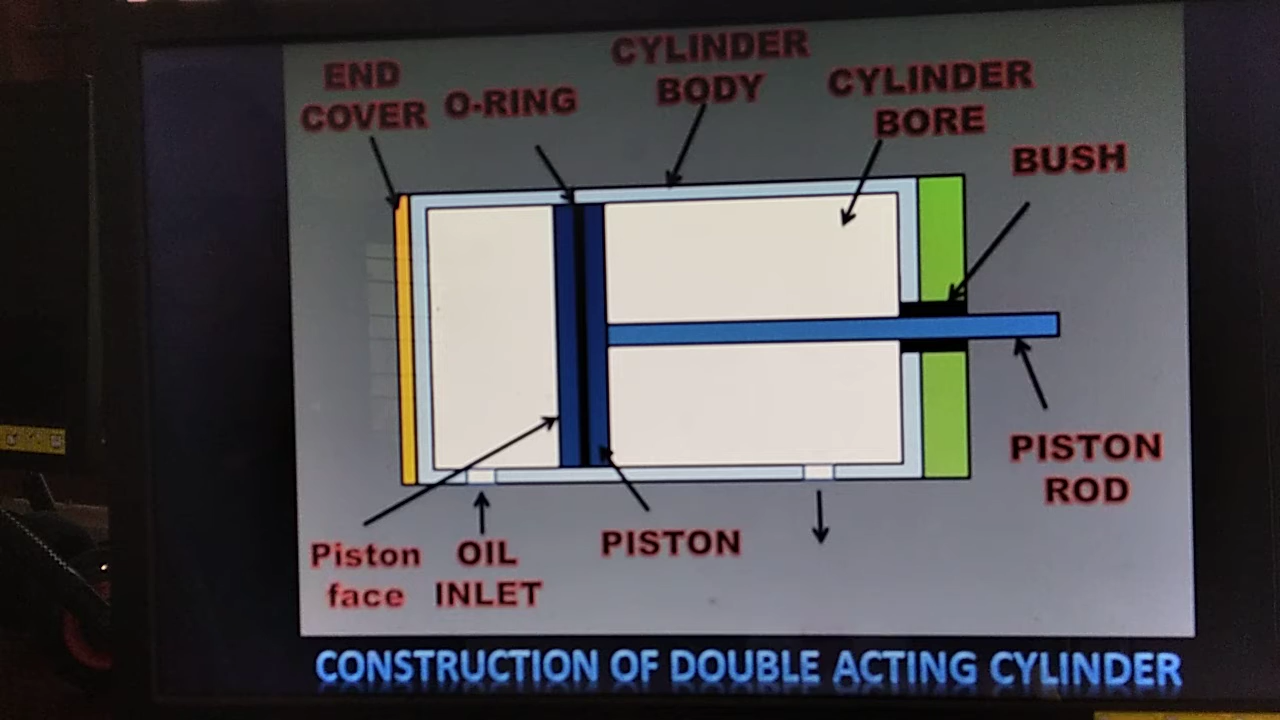 END
COVER
O-RING
CYLINDER
BODY
CYLINDER
BORE
BUSH
PISTON
ROD
Piston
face
OIL
INLET
PISTON
CONSTRUCTION OF DOUBLE ACTING CYLINDER